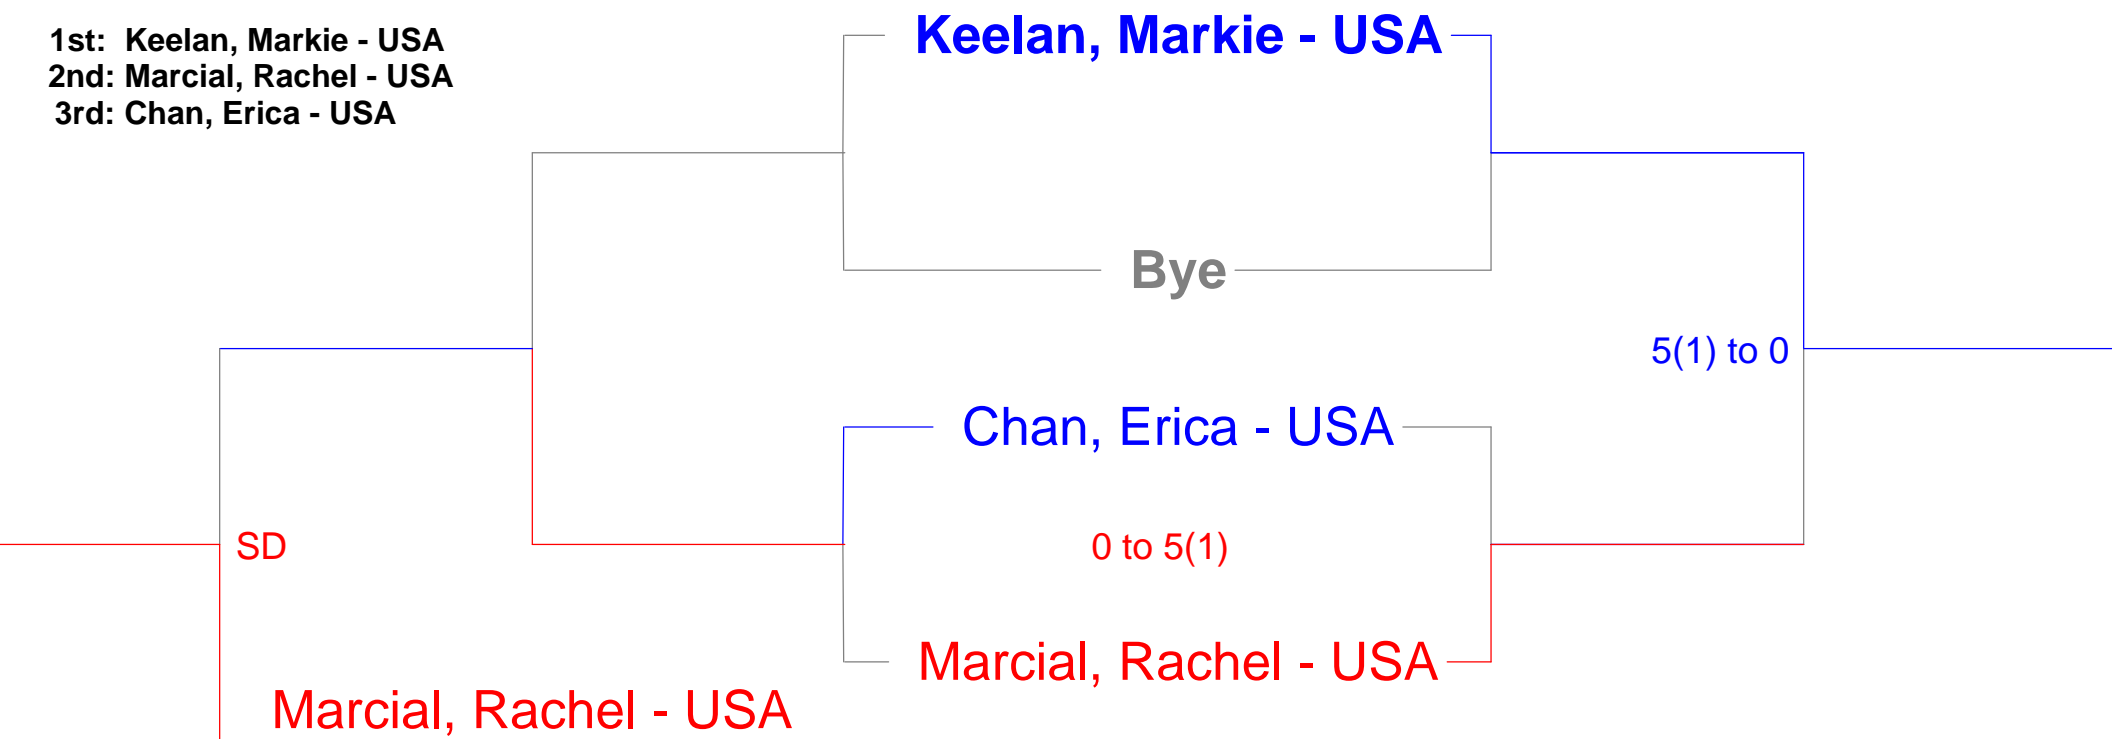 1st: Keelan, Markie - USA
2nd: Marcial, Rachel - USA
3rd: Chan, Erica - USA
Keelan, Markie - USA
Bye
5(1) to 0
Chan, Erica - USA
SD
0 to 5(1)
Marcial, Rachel - USA
Marcial, Rachel - USA